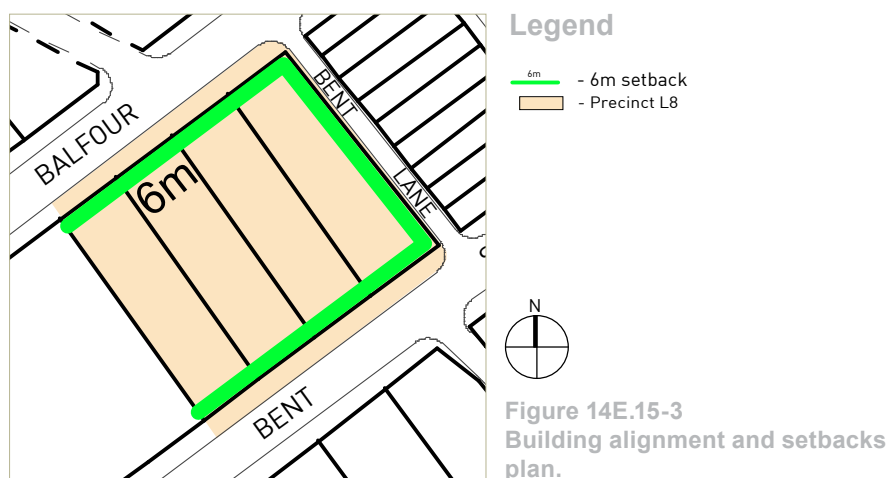 Legend
6m
- 6m setback
- Precinct L8
BENT
LANE
BALFOUR
6m
BENT
N
Figure 14E.15-3
Building alignment and setbacks
plan.